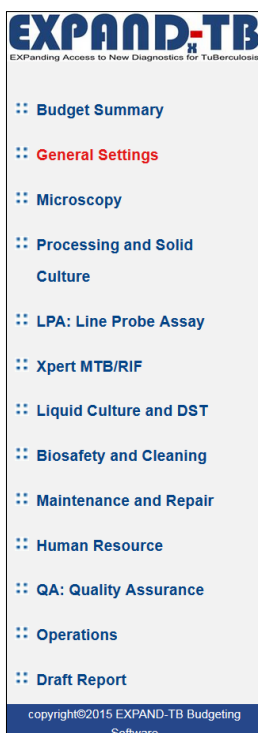 EXPAND-TB
x
EXPanding Access to New Diagnostics for TuBerculosis
Budget Summary
General Settings
Microscopy
Processing and Solid
Culture
LPA: Line Probe Assay
Xpert MTB/RIF
Liquid Culture and DST
Biosafety and Cleaning
Maintenance and Repair
Human Resource
QA: Quality Assurance
Operations
Draft Report
copyright©2015 EXPAND-TB Budgeting
Software